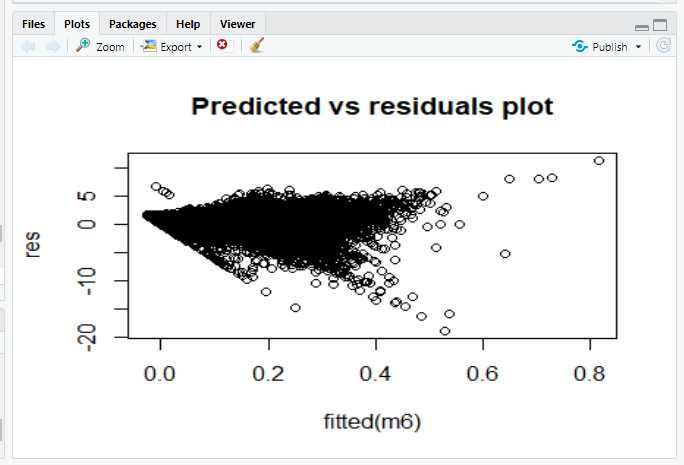 Files Plots Packages Help Viewer
Zoom Export Publish
Predicted vs residuals plot
5
0
-10
-20
res
0.0 0.2 0.4 0.6 0.8
fitted(m6)